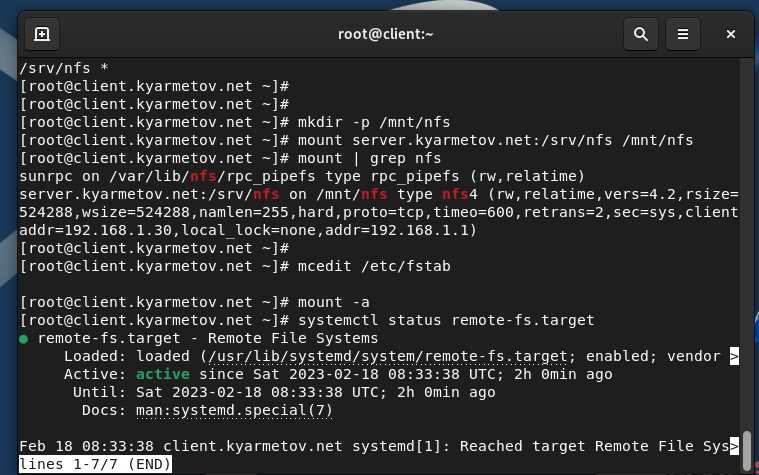 root@client:~
/srv/nfs *
[root@client.kyarmetov.net ~]#
[root@client.kyarmetov.net ~]#
[root@client.kyarmetov.net ~]# mkdir -p /mnt/nfs
[root@client.kyarmetov.net ~]# mount server.kyarmetov.net:/srv/nfs /mnt/nfs
[root@client.kyarmetov.net ~]# mount | grep nfs
sunrpc on /var/lib/nfs/rpc_pipefs type rpc_pipefs (rw,relatime)
server.kyarmetov.net:/srv/nfs on /mnt/nfs type nfs4 (rw,relatime,vers=4.2,rsize=
524288,wsize=524288,namlen=255,hard,proto=tcp,timeo=600,retrans=2,sec=sys,client
addr=192.168.1.30,local_lock=none,addr=192.168.1.1)
[root@client.kyarmetov.net ~]#
[root@client.kyarmetov.net ~]# mcedit /etc/fstab
[root@client.kyarmetov.net ~]# mount -a
[root@client.kyarmetov.net ~]# systemctl status remote-fs.target
● remote-fs.target - Remote File Systems
Loaded: loaded (/usr/lib/systemd/system/remote-fs.target; enabled; vendor >
Active: active since Sat 2023-02-18 08:33:38 UTC; 2h 0min ago
Until: Sat 2023-02-18 08:33:38 UTC; 2h 0min ago
Docs: man:systemd.special(7)
Feb 18 08:33:38 client.kyarmetov.net systemd[1]: Reached target Remote File Sys>
lines 1-7/7 (END)